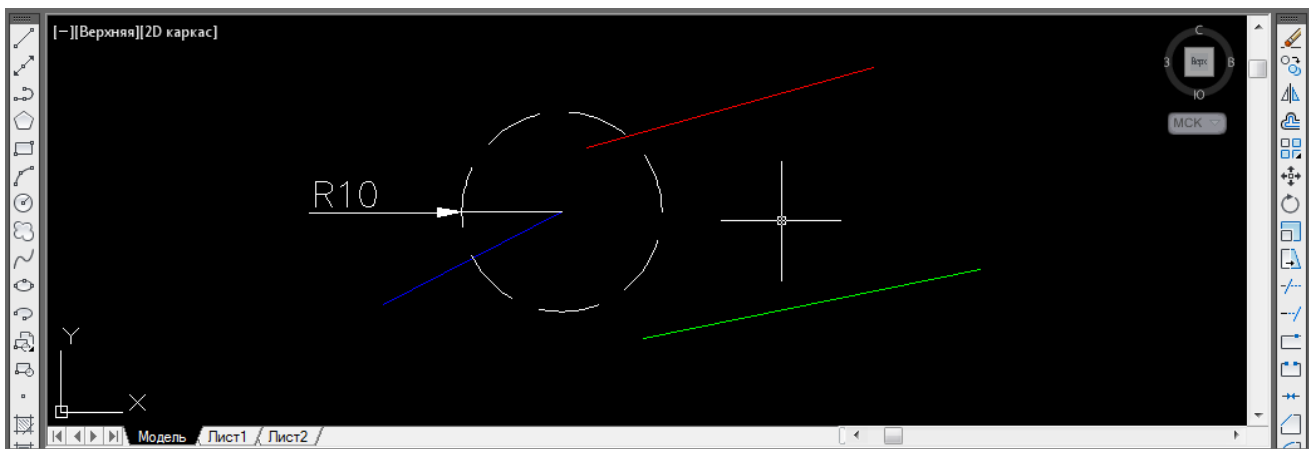 [−][Верхняя][2D каркас]
С
З Верх В
Ю
МСК
R10
Y
X
Модель Лист1 Лист2